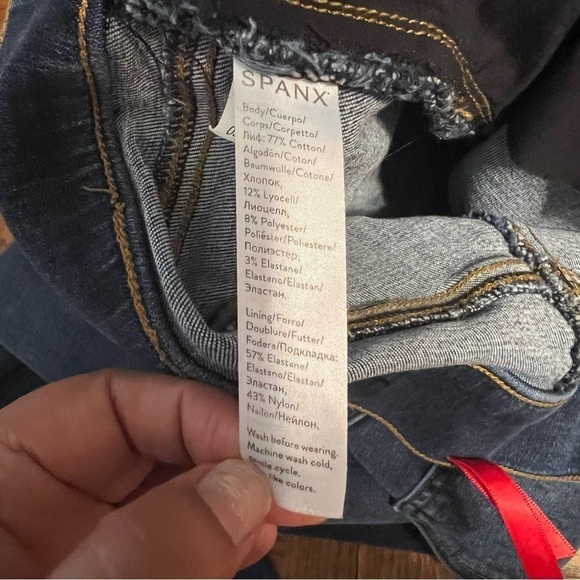 SPANX
Body/Cuerpo/
Corps/Corpetto/
Лиф: 77% Cotton/
Algodón/Coton/
Baumwolle/Cotone/
Хлопок,
12% Lyocell/
Лиоцелл,
8% Polyester/
Poliéster/Poliestere/
Полиэстер,
3% Elastane/
Elastano/Elastan/
Эластан.
Lining/Forro/
Doublure/Futter/
Fodera/Подкладка:
57% Elastane/
Elastano/Elastan/
Эластан,
43% Nylon/
Nailon/Нейлон.
Wash before wearing.
Machine wash cold,
cycle,
like colors.